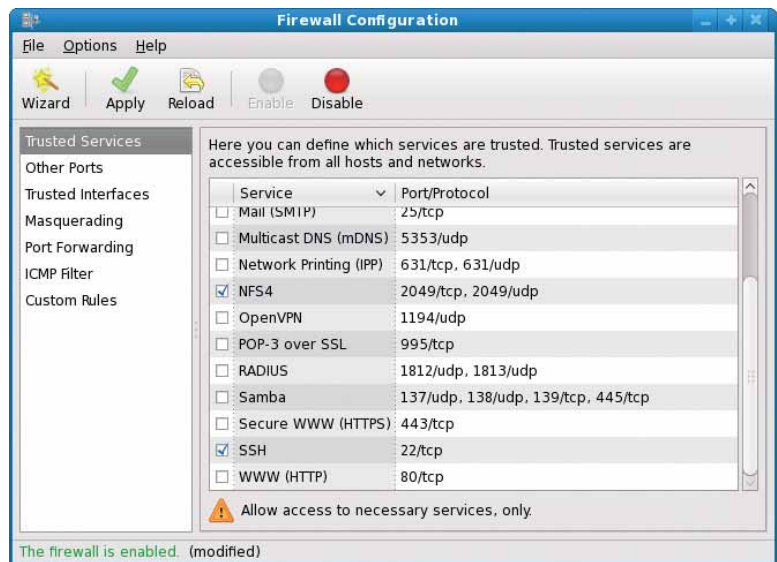 Firewall Configuration
File Options Help
Wizard Apply Reload Enable Disable
Trusted Services
Other Ports
Trusted Interfaces
Masquerading
Port Forwarding
ICMP Filter
Custom Rules
Here you can define which services are trusted. Trusted services are
accessible from all hosts and networks.
Service Port/Protocol
Mail (SMTP) 25/tcp
Multicast DNS (mDNS) 5353/udp
Network Printing (IPP) 631/tcp, 631/udp
NFS4 2049/tcp, 2049/udp
OpenVPN 1194/udp
POP-3 over SSL 995/tcp
RADIUS 1812/udp, 1813/udp
Samba 137/udp, 138/udp, 139/tcp, 445/tcp
Secure WWW (HTTPS) 443/tcp
SSH 22/tcp
WWW (HTTP) 80/tcp
Allow access to necessary services, only.
The firewall is enabled. (modified)